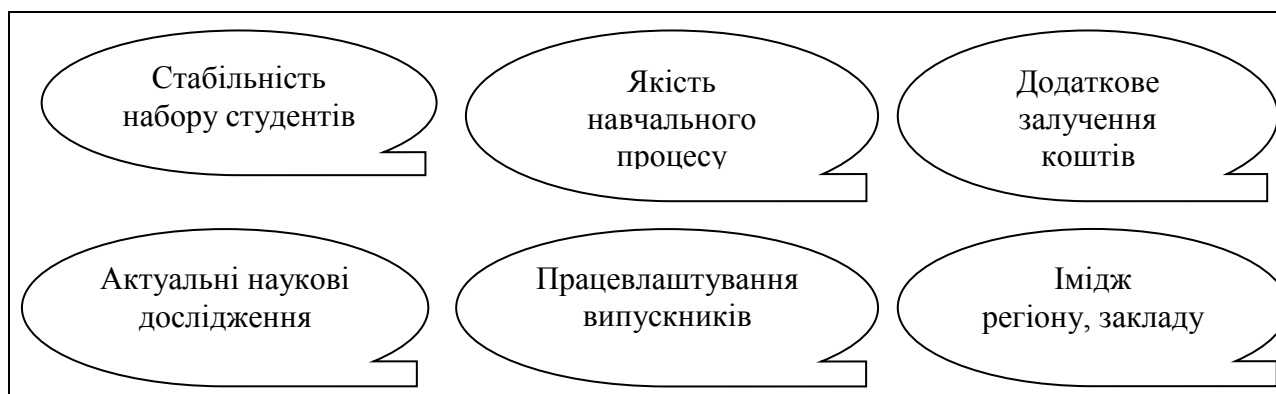 Стабільність
набору студентів
Якість
навчального
процесу
Додаткове
залучення
коштів
Актуальні наукові
дослідження
Працевлаштування
випускників
Імідж
регіону, закладу